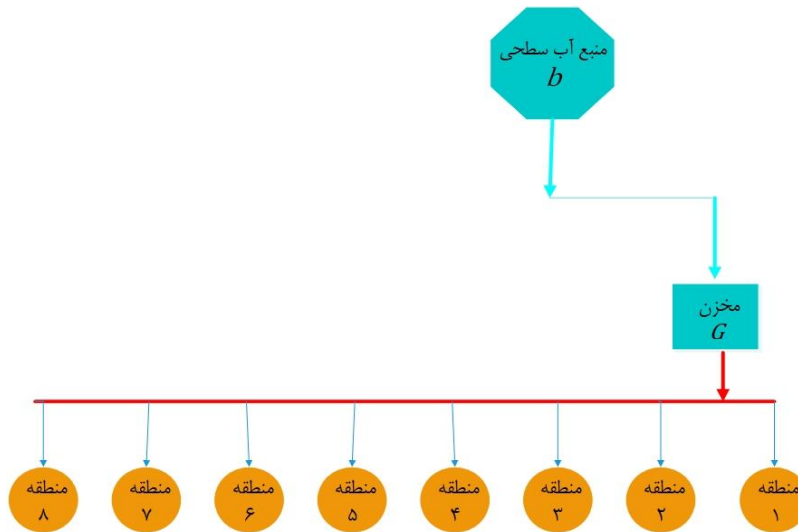 منبع آب سطحی
b
مخزن
G
منطقه
۱
منطقه
۲
منطقه
۳
منطقه
۴
منطقه
۵
منطقه
۶
منطقه
۷
منطقه
۸